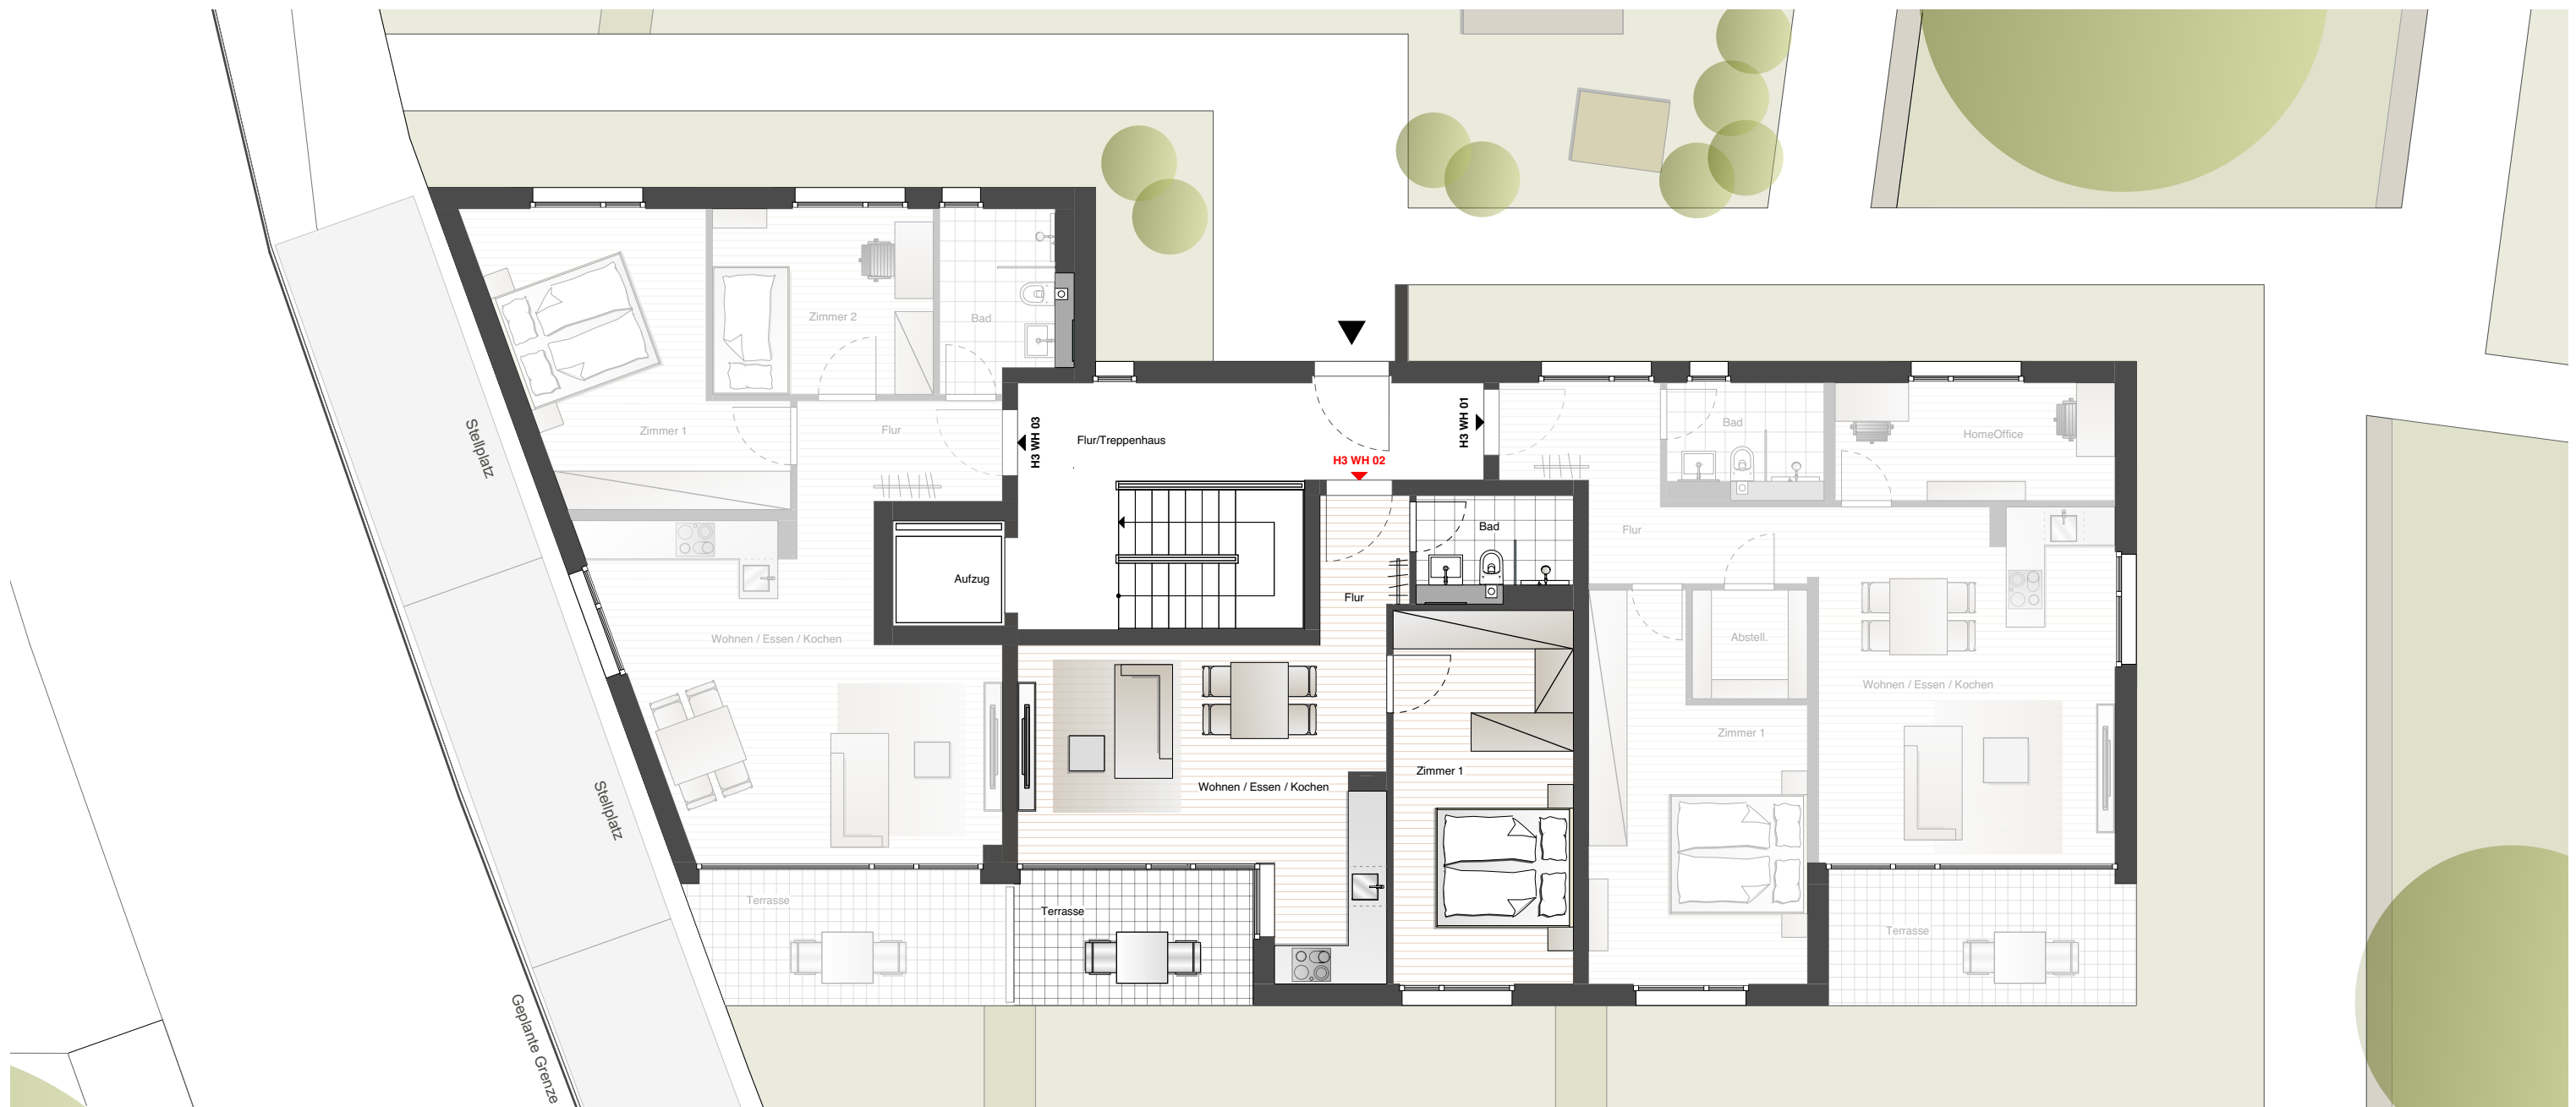 Zimmer 2
Bad
Zimmer 1
Flur
H3 WH 03
Flur/Treppenhaus
H3 WH 02
H3 WH 01
Bad
HomeOffice
Stellplatz
Aufzug
Bad
Flur
Flur
Wohnen / Essen / Kochen
Abstell.
Wohnen / Essen / Kochen
Zimmer 1
Zimmer 1
Wohnen / Essen / Kochen
Stellplatz
Terrasse
Terrasse
Terrasse
Geplante Grenze